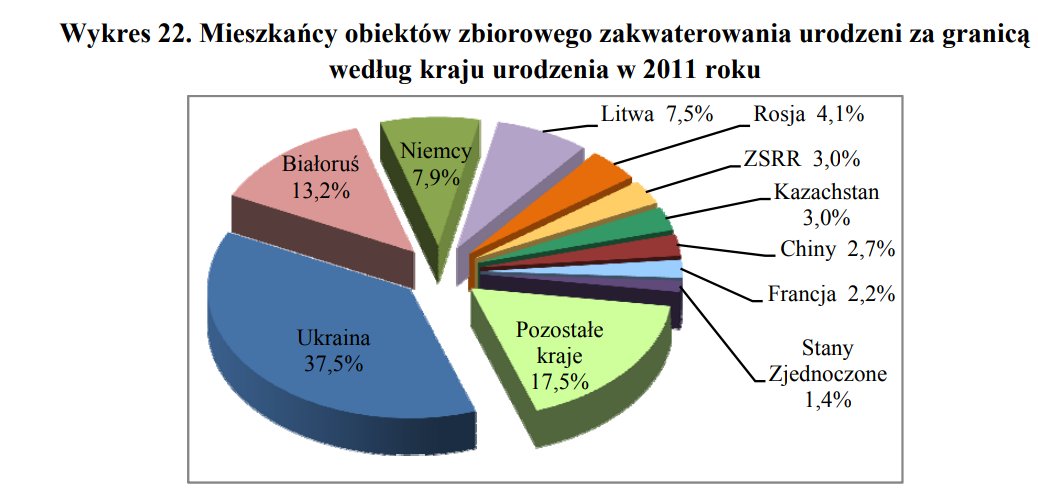 Wykres 22. Mieszkańcy obiektów zbiorowego zakwaterowania urodzeni za granicą
według kraju urodzenia w 2011 roku
Litwa 7,5%
Rosja 4,1%
ZSRR 3,0%
Kazachstan
3,0%
Chiny 2,7%
Francja 2,2%
Stany
Zjednoczone
1,4%
Pozostałe
kraje
17,5%
Ukraina
37,5%
Białoruś
13,2%
Niemcy
7,9%